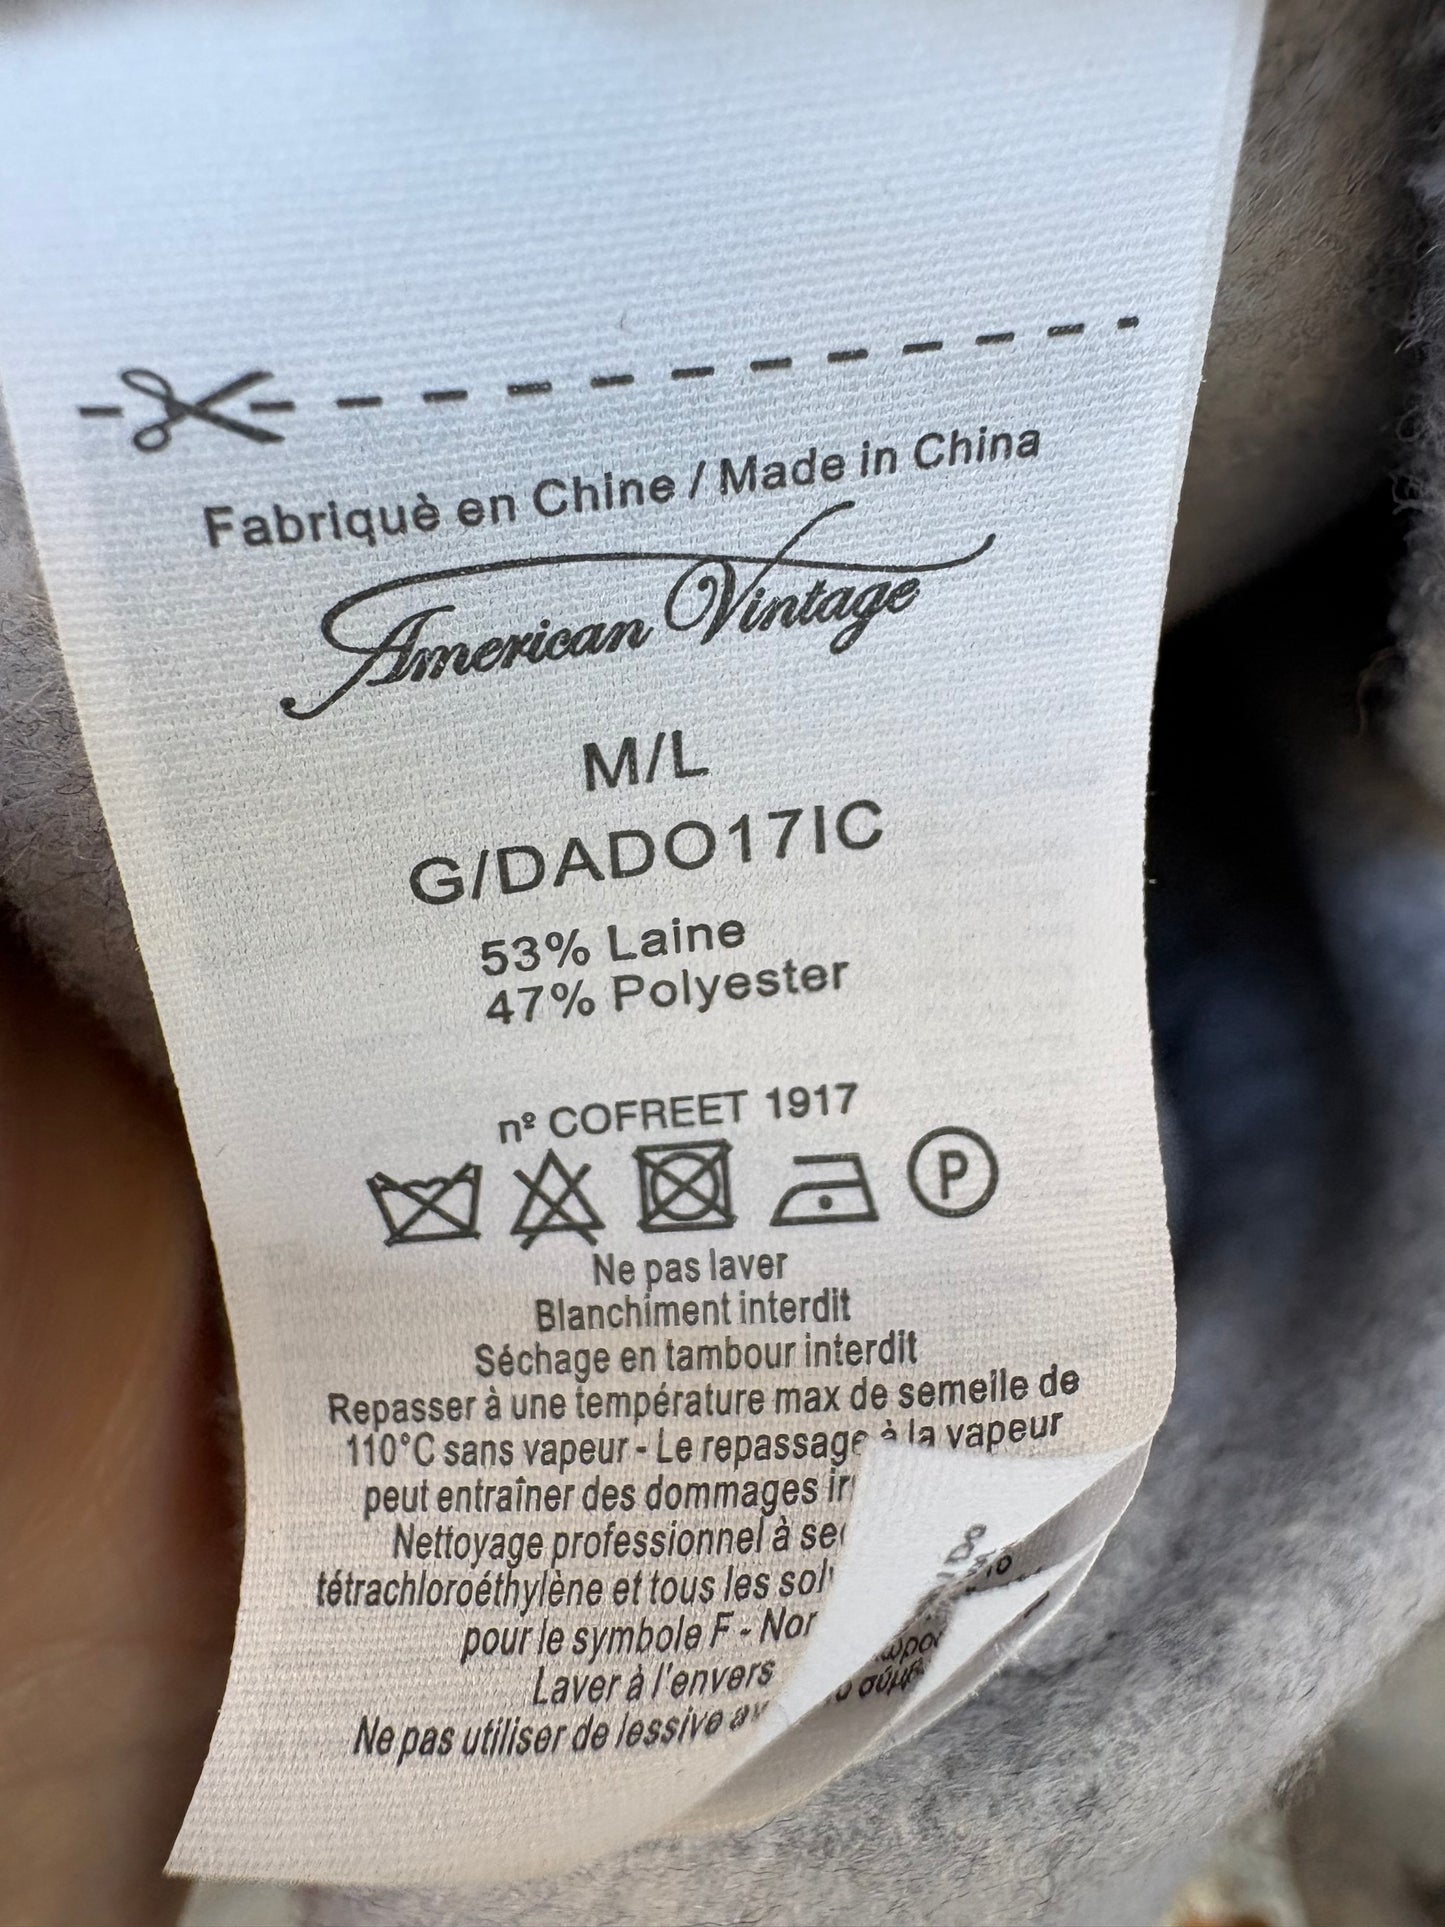 Fabriquè en Chine / Made in China
American Vintage
M/L
G/DADO17IC
53% Laine
47% Polyester
nº COFREET 1917
P
Ne pas laver
Blanchiment interdit
Séchage en tambour interdit
Repasser à une température max de semelle de
110°C sans vapeur - Le repassage à la vapeur
peut entraîner des dommages
Nettoyage professionnel à
tétrachloroéthylène et tous les
pour le symbole F -
Laver à l'envers
Ne pas utiliser de lessive